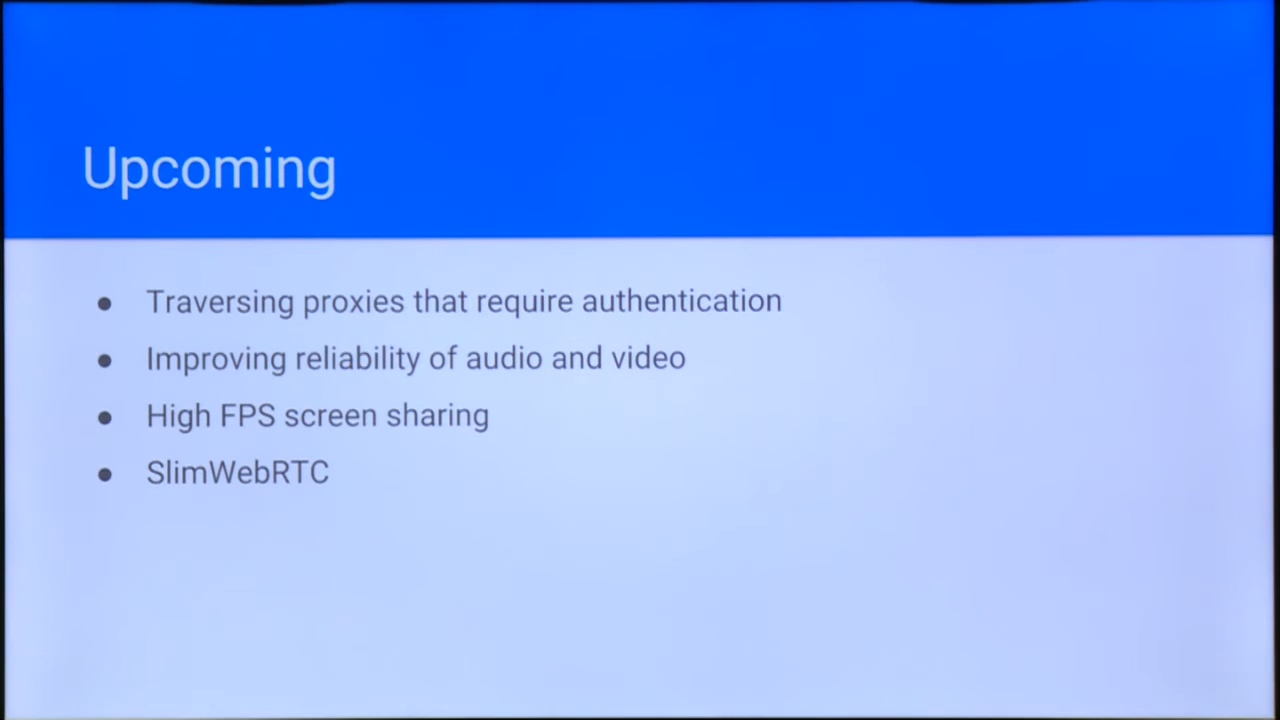 Upcoming
Traversing proxies that require authentication
Improving reliability of audio and video
High FPS screen sharing
SlimWebRTC